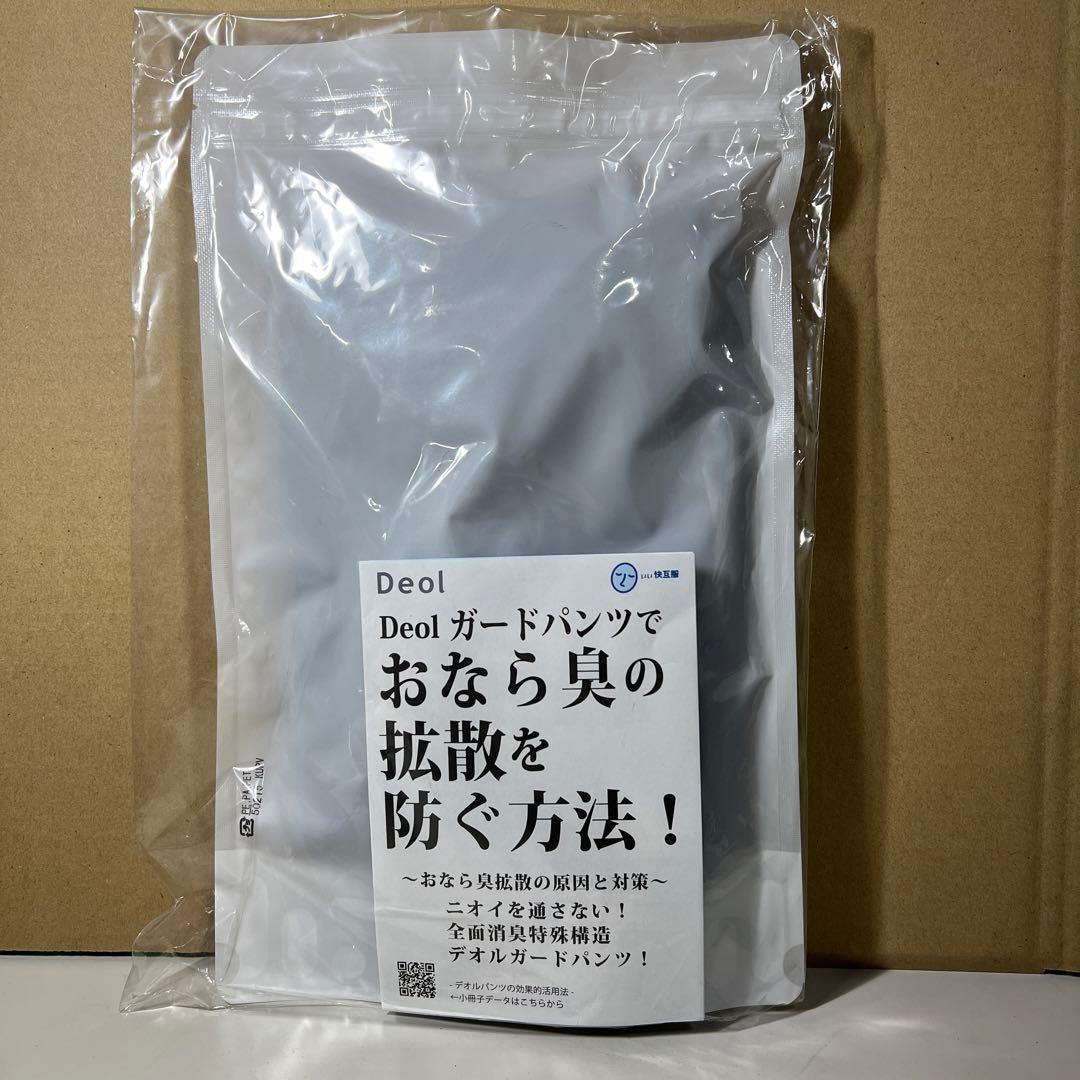 Deol
いい快互服
Deol ガードパンツで
おなら臭の
拡散を
防ぐ方法！
～おなら臭拡散の原因と対策～
ニオイを通さない！
全面消臭特殊構造
デオルガードパンツ！
- デオルパンツの効果的活用法 -
←小冊子データはこちらから